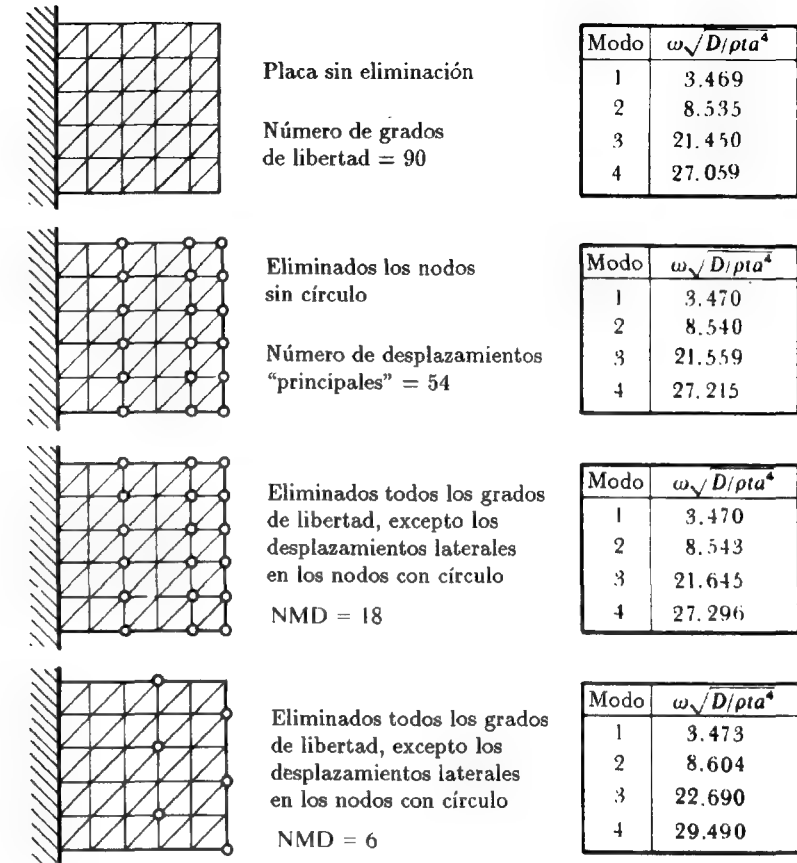 Placa sin eliminación
Número de grados
de libertad = 90
Modo ω√D/ρta⁴
1 3.469
2 8.535
3 21.450
4 27.059
Eliminados los nodos
sin círculo
Número de desplazamientos
“principales” = 54
Modo ω√D/ρta⁴
1 3.470
2 8.540
3 21.559
4 27.215
Eliminados todos los grados
de libertad, excepto los
desplazamientos laterales
en los nodos con círculo
NMD = 18
Modo ω√D/ρta⁴
1 3.470
2 8.543
3 21.645
4 27.296
Eliminados todos los grados
de libertad, excepto los
desplazamientos laterales
en los nodos con círculo
NMD = 6
Modo ω√D/ρta⁴
1 3.473
2 8.604
3 22.690
4 29.490